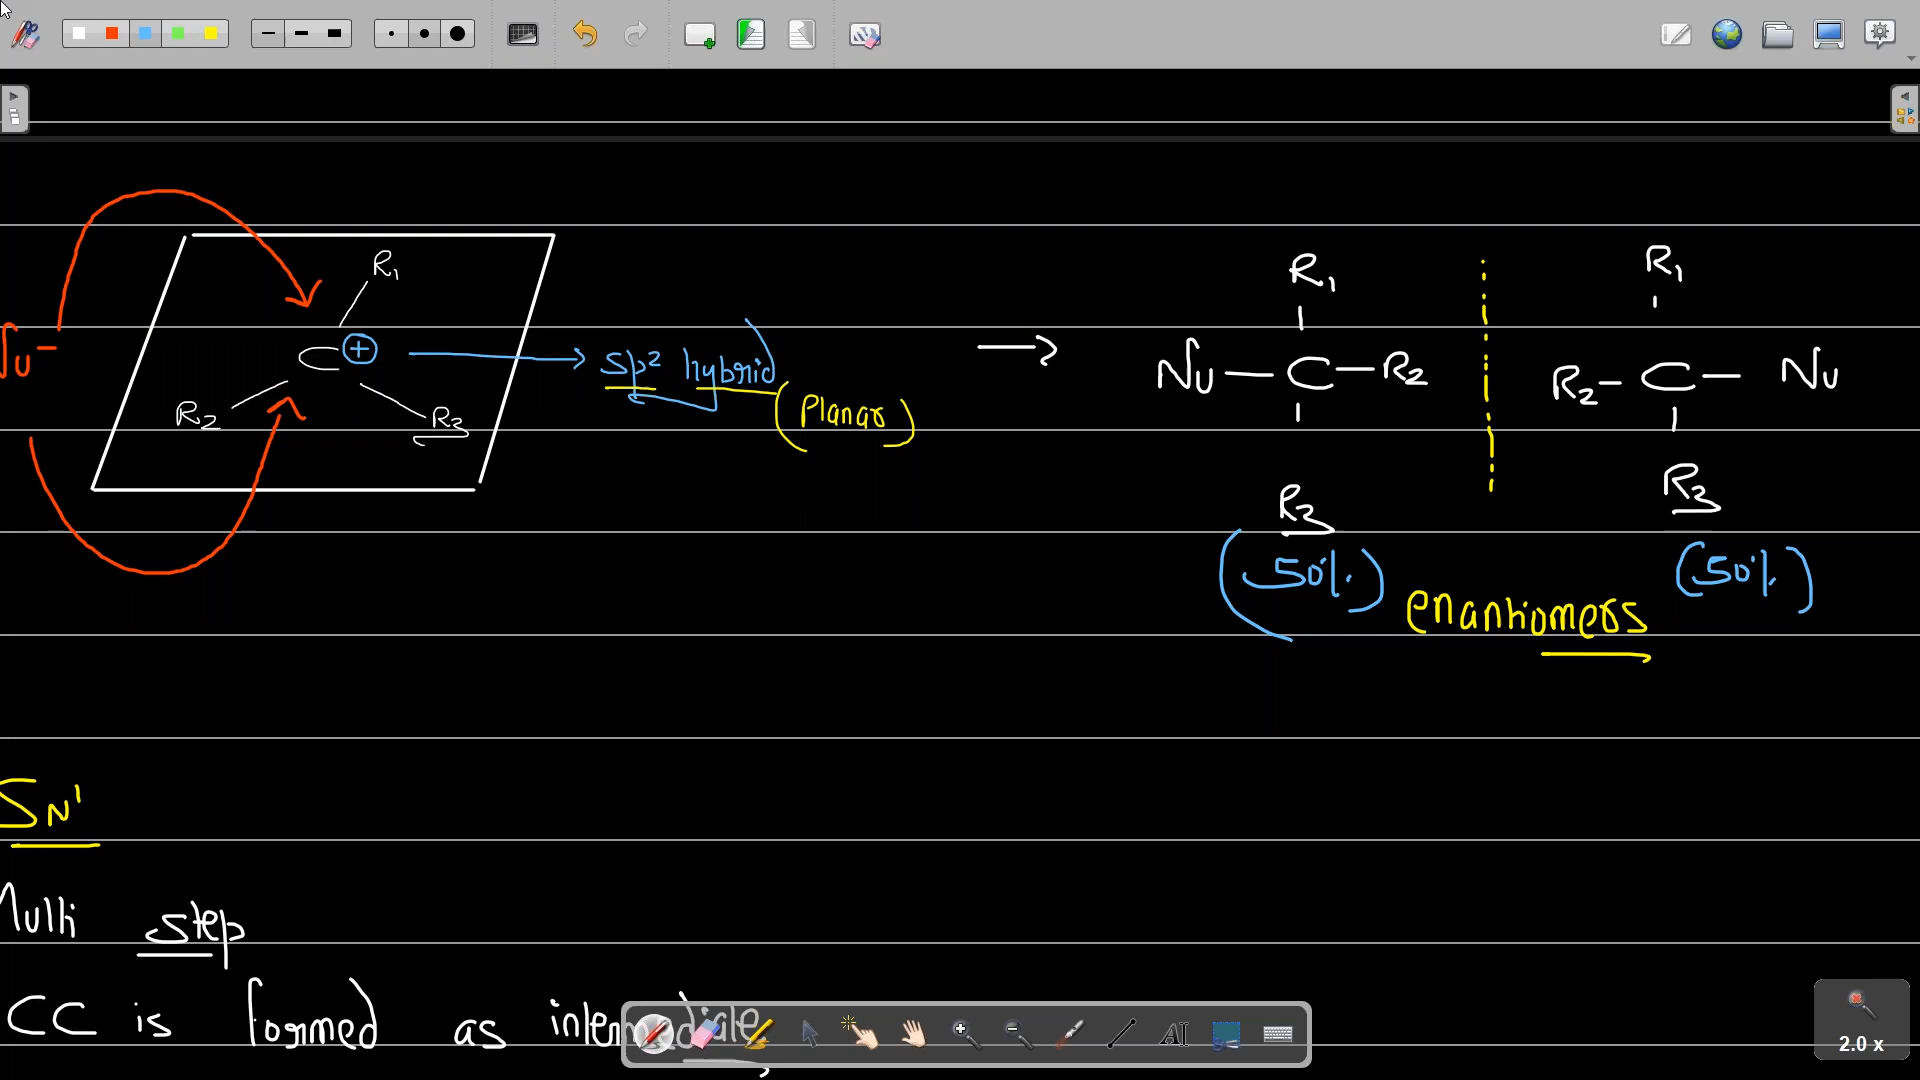 R1
C +
Nu−
R2
R3
sp² hybrid
(Planar)
R1
Nu — C — R2
R3
(50%)
R1
R2 — C — Nu
R3
(50%)
enantiomers
SN1
Multi step
CC is formed as intermediate
AI
2.0 x